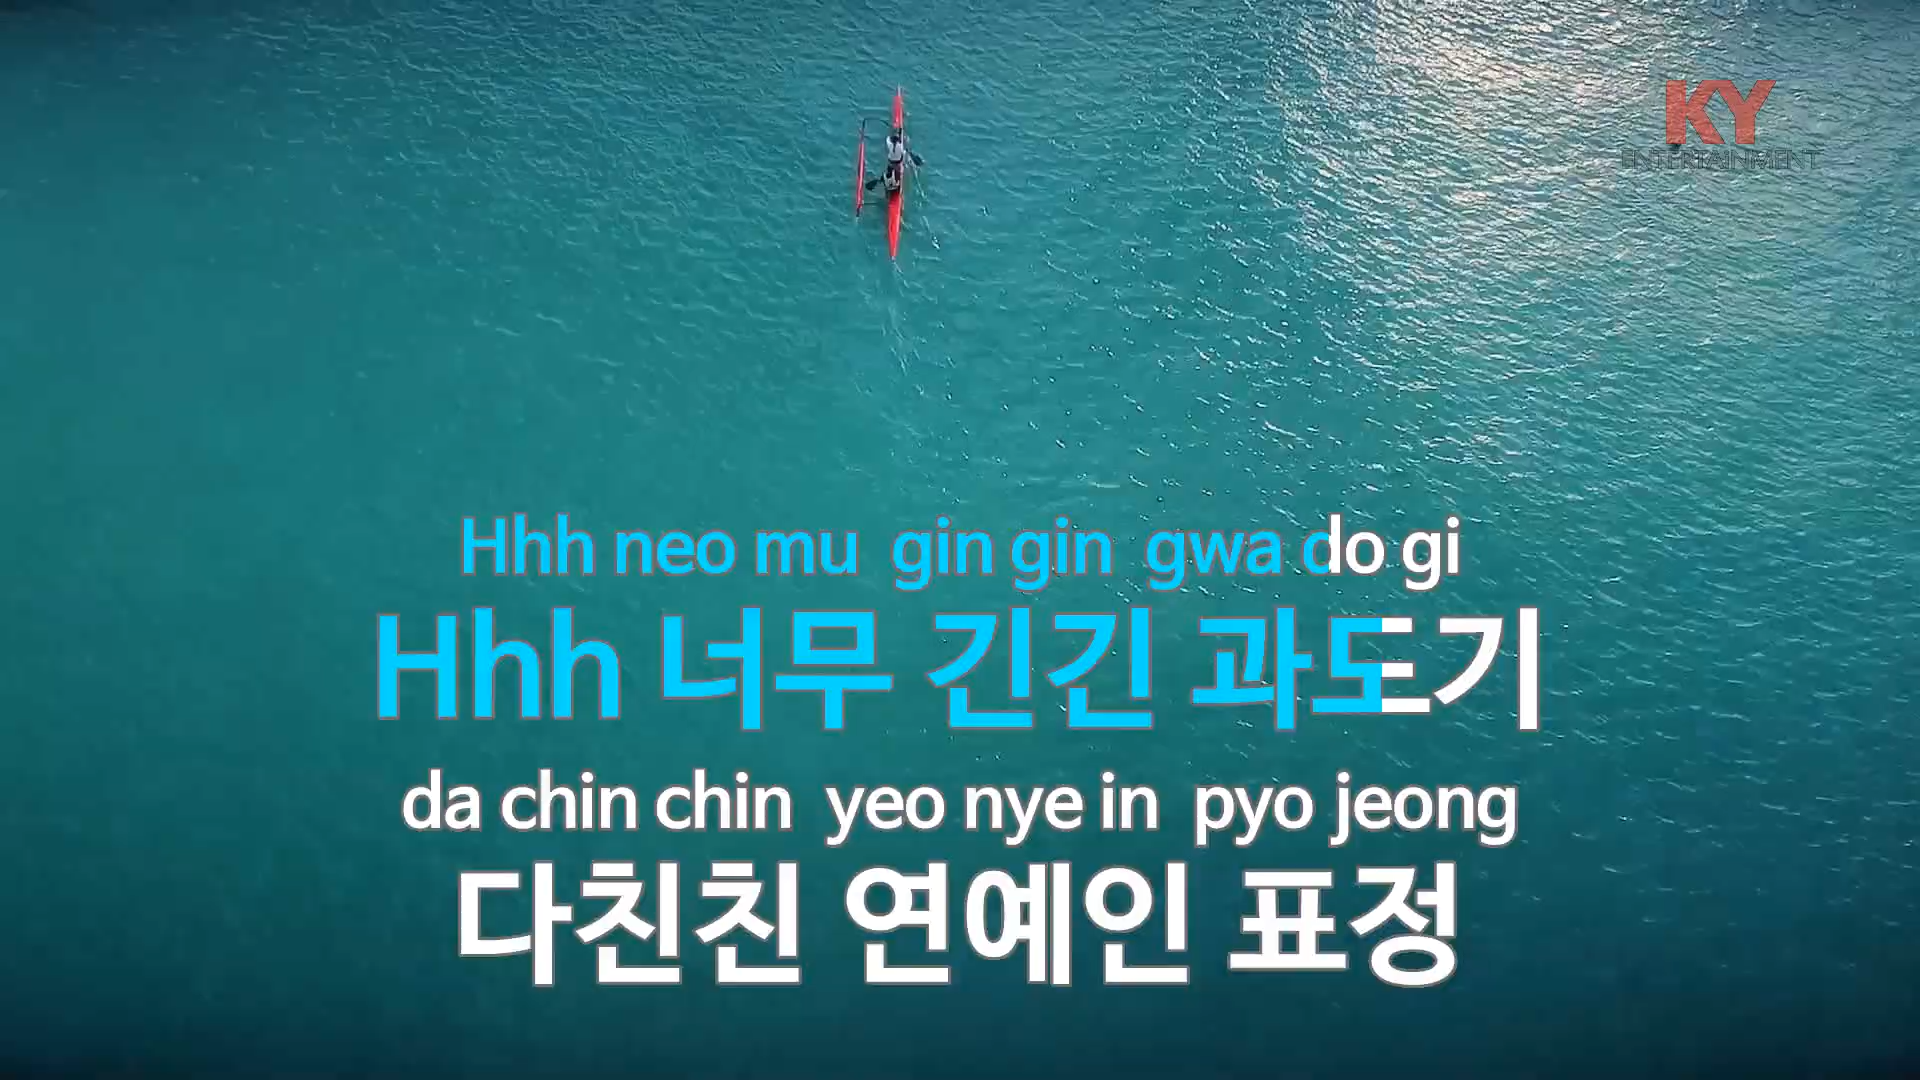 KY
ENTERTAINMENT
Hhh neo mu gin gin gwa do gi
Hhh 너무 긴긴 과도기
da chin chin yeo nye in pyo jeong
다친친 연예인 표정